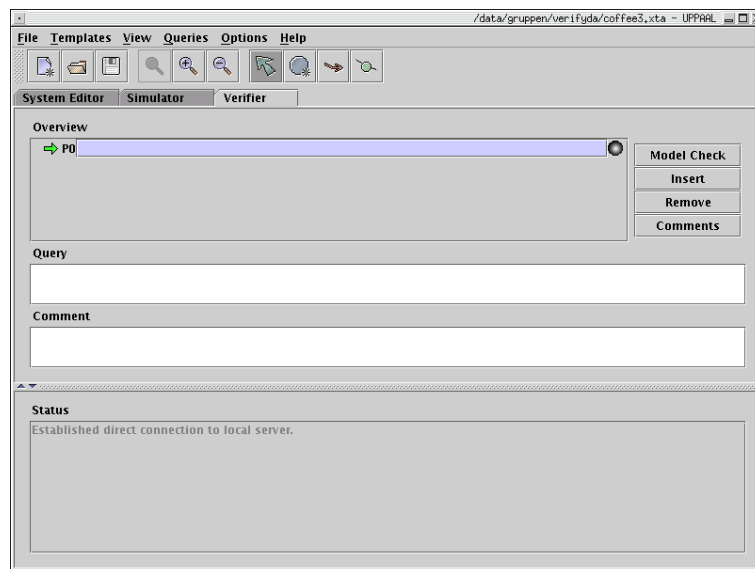 /data/gruppen/verifyda/coffee3.xta - UPPAAL
File Templates View Queries Options Help
System Editor Simulator Verifier
Overview
P0
Model Check
Insert
Remove
Comments
Query
Comment
Status
Established direct connection to local server.